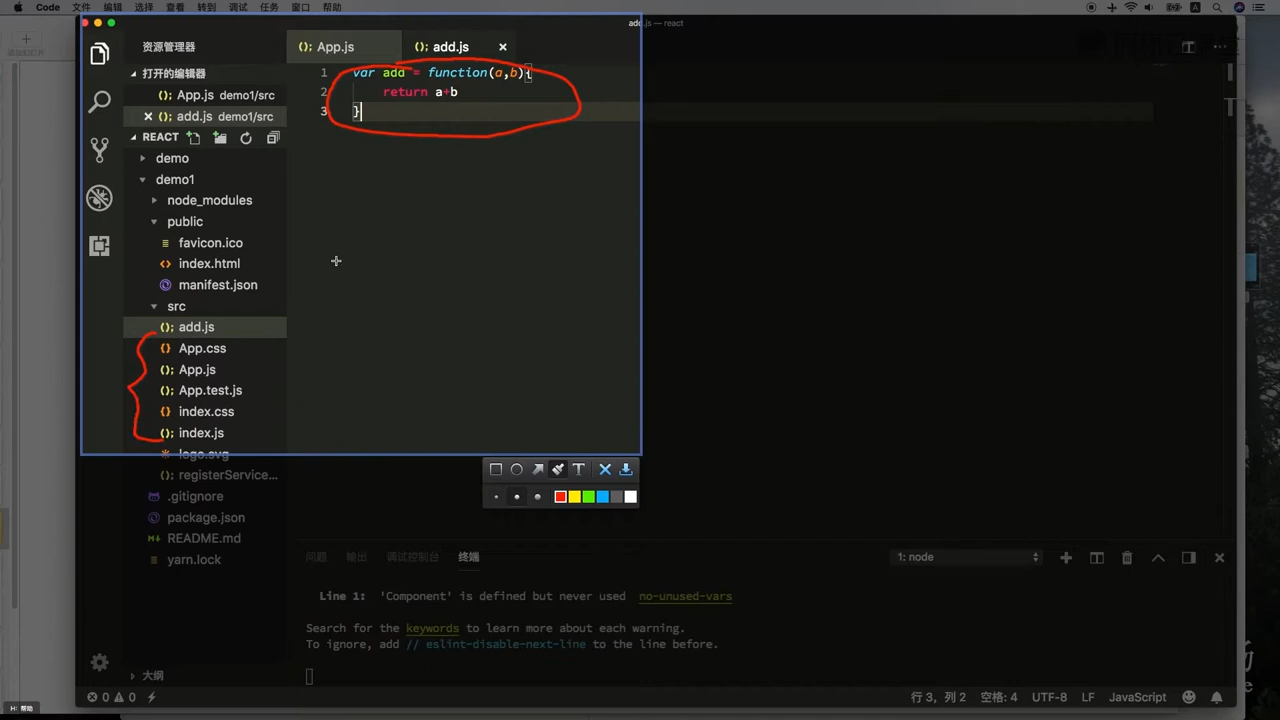 Code 文件 编辑 选择 查看 转到 调试 任务 窗口 帮助
add.js — react
资源管理器
App.js
add.js
打开的编辑器
App.js demo1/src
add.js demo1/src
REACT
demo
demo1
node_modules
public
favicon.ico
index.html
manifest.json
src
add.js
App.css
App.js
App.test.js
index.css
index.js
logo.svg
registerService...
.gitignore
package.json
README.md
yarn.lock
大纲
1 var add = function(a,b){
2 return a+b
3 }
T
问题 输出 调试控制台 终端
1: node
Line 1: 'Component' is defined but never used no-unused-vars
Search for the keywords to learn more about each warning.
To ignore, add // eslint-disable-next-line to the line before.
0 0
行 3, 列 2 空格: 4 UTF-8 LF JavaScript
H: 帮助